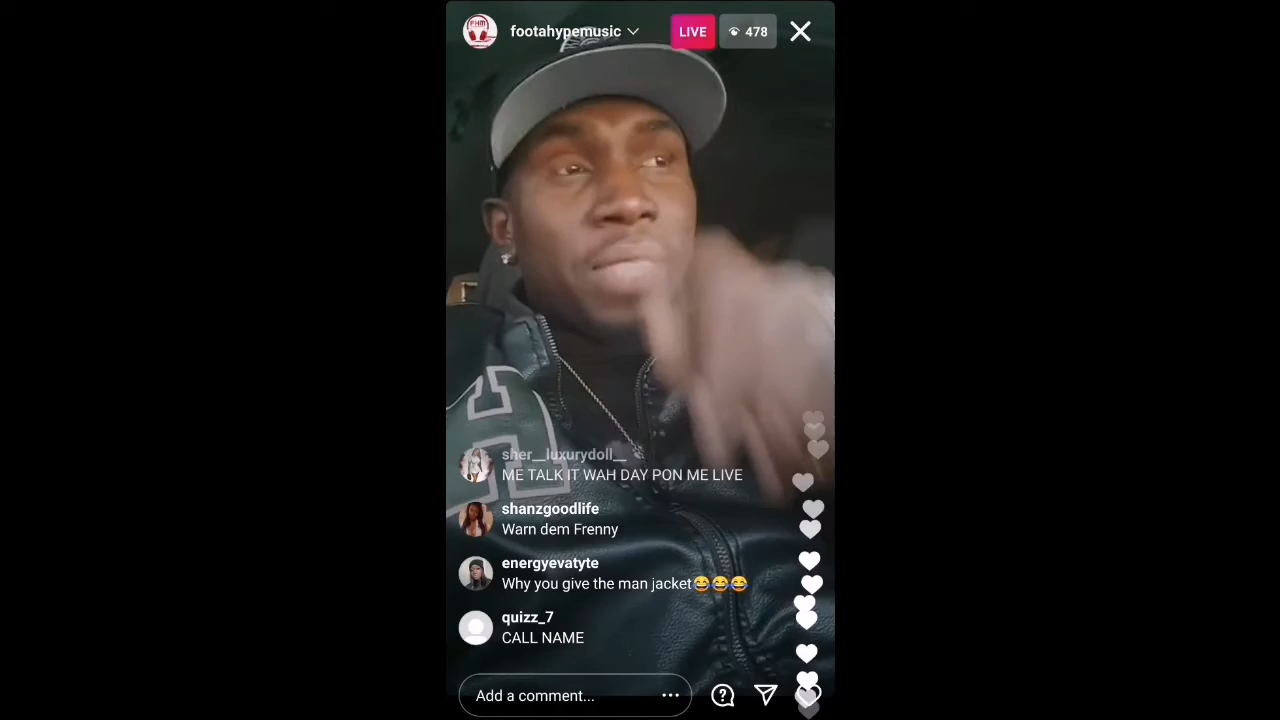 FHM
footahypemusic
LIVE
478
sher__luxurydoll__
ME TALK IT WAH DAY PON ME LIVE
shanzgoodlife
Warn dem Frenny
energyevatyte
Why you give the man jacket😂😂😂
quizz_7
CALL NAME
Add a comment...